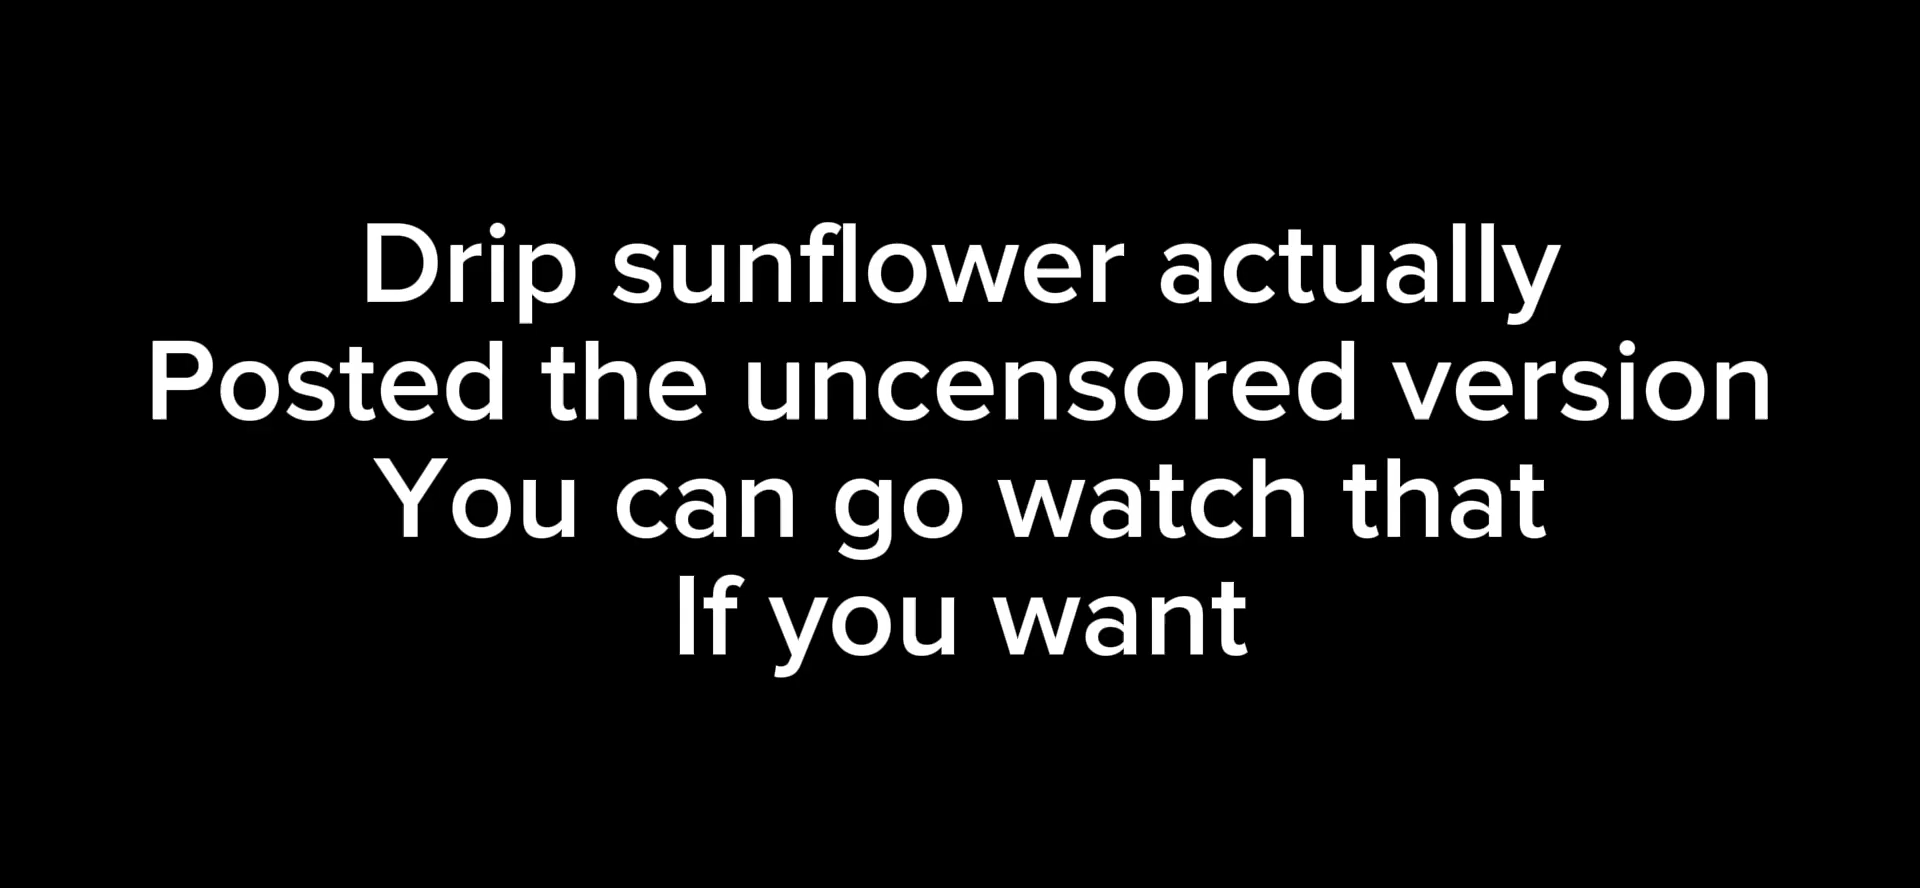 Drip sunflower actually
Posted the uncensored version
You can go watch that
If you want